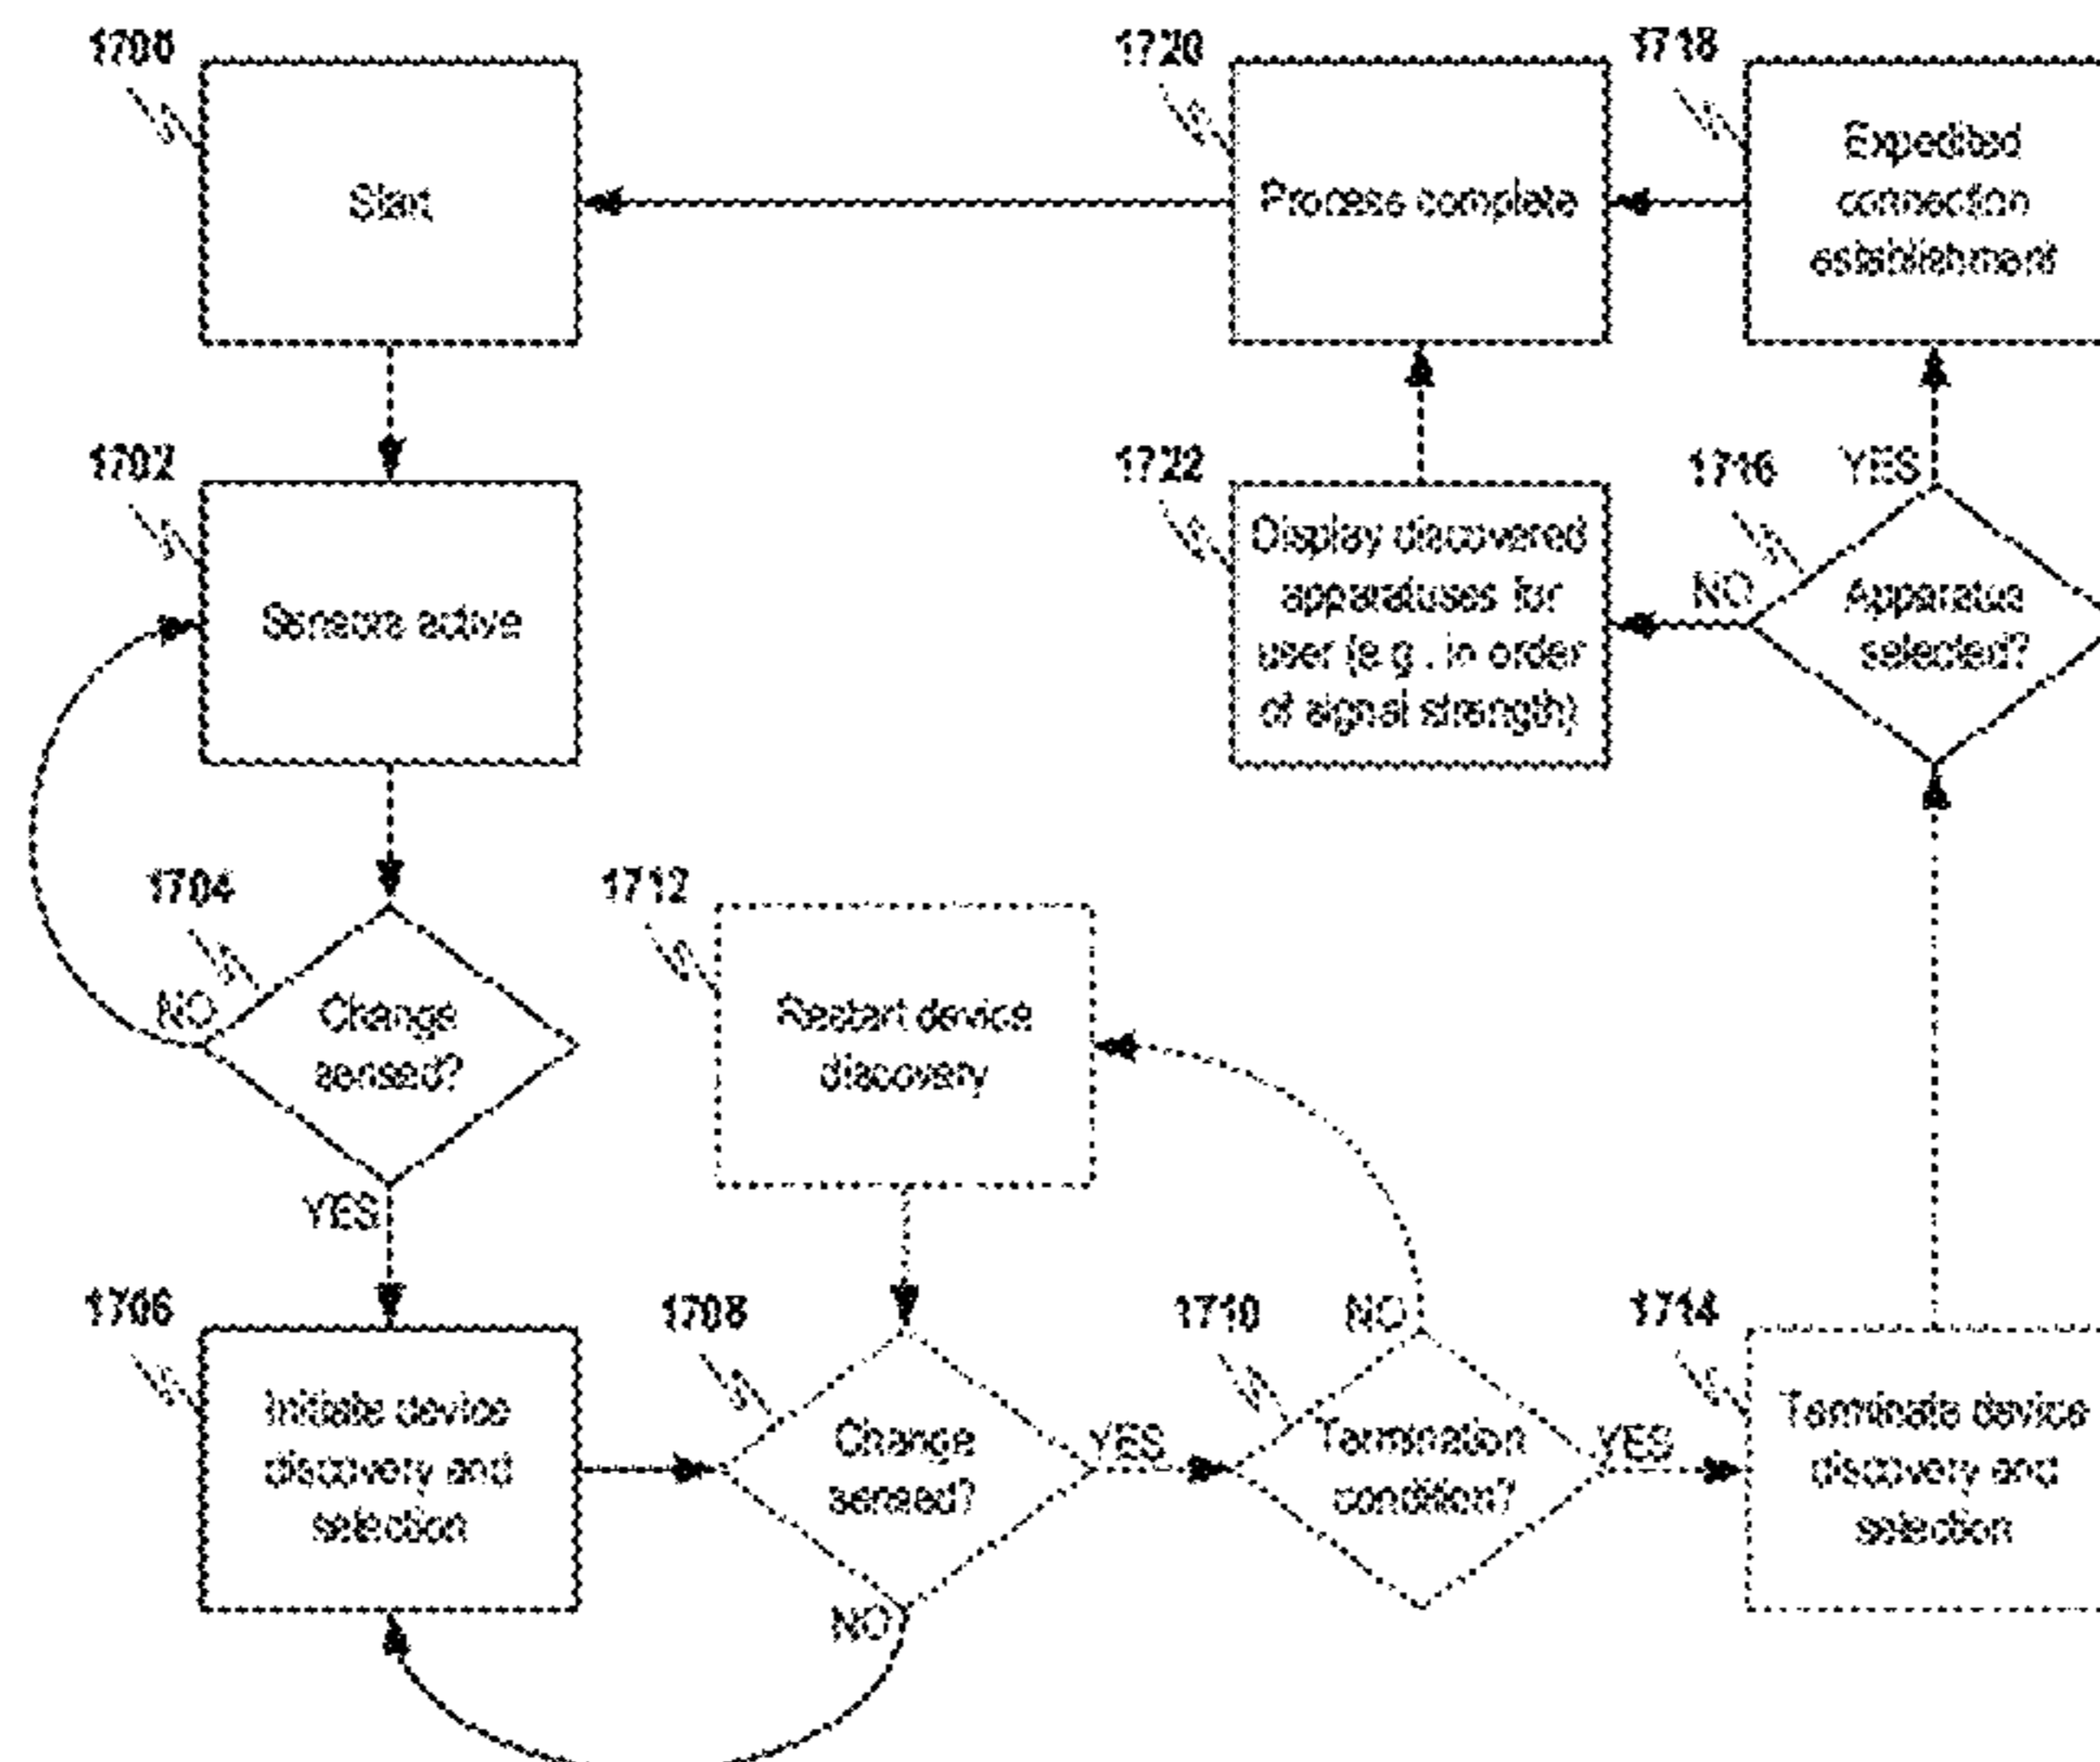 1700
Start
1720
Process complete
1718
Expedited
connection
establishment
1702
Sensors active
1722
Display discovered
apparatuses for
user (e.g., in order
of signal strength)
1716
YES
NO
Apparatus
selected?
1704
NO
Change
sensed?
YES
1712
Restart device
discovery
1706
Initiate device
discovery and
selection
1708
Change
sensed?
YES
NO
1710
NO
Termination
condition?
YES
1714
Terminate device
discovery and
selection